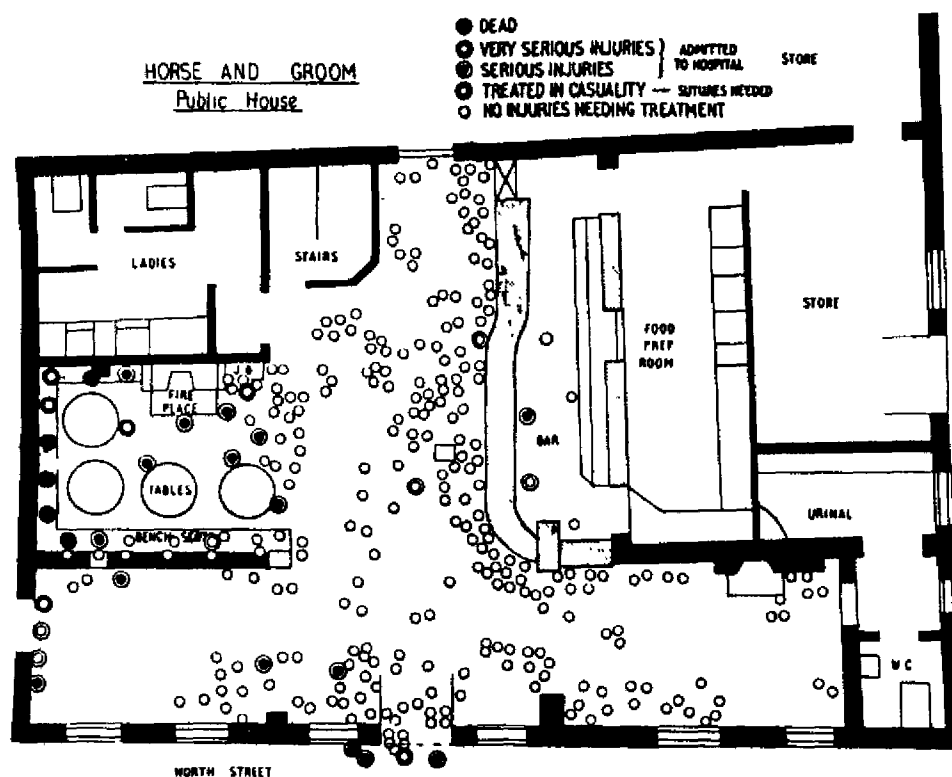 HORSE AND GROOM
Public House
DEAD
VERY SERIOUS INJURIES
SERIOUS INJURIES
ADMITTED
TO HOSPITAL
TREATED IN CASUALITY — SUTURES NEEDED
NO INJURIES NEEDING TREATMENT
STORE
LADIES
STAIRS
FOOD
PREP
ROOM
STORE
FIRE
PLACE
BAR
TABLES
BENCH SEATS
URINAL
WC
NORTH STREET